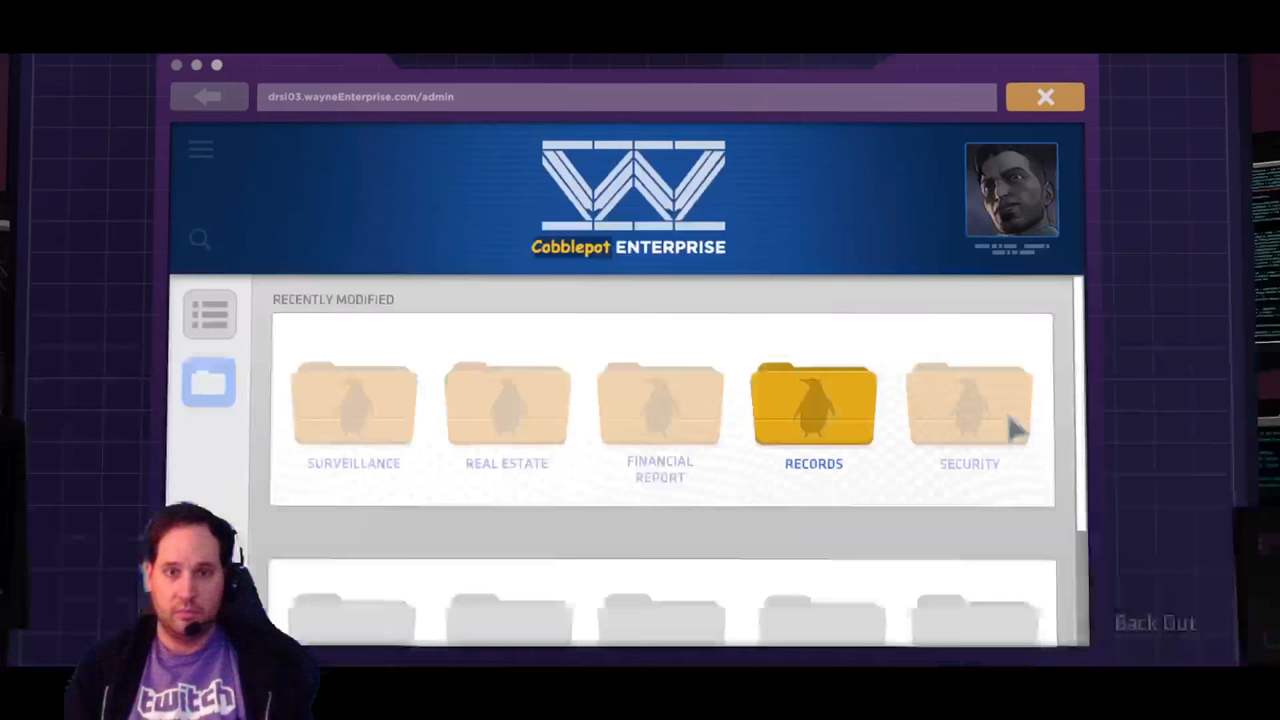 drsl03.wayneEnterprise.com/admin
W
Cobblepot ENTERPRISE
RECENTLY MODIFIED
SURVEILLANCE
REAL ESTATE
FINANCIAL
REPORT
RECORDS
SECURITY
Back Out
twitch